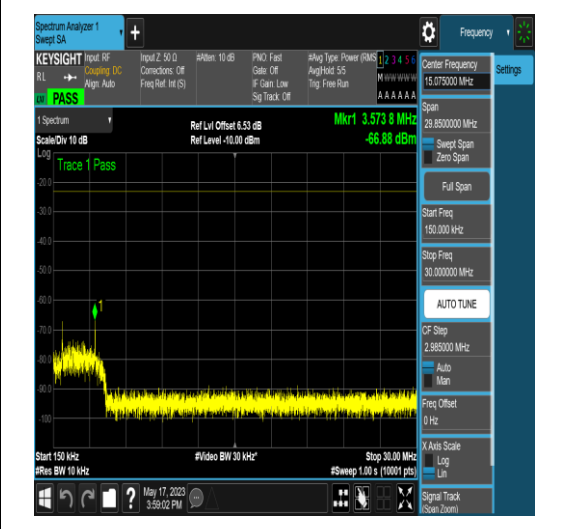 Spectrum Analyzer 1
Swept SA
Frequency
KEYSIGHT
RL
PASS
Input: RF
Coupling: DC
Align: Auto
Input Z: 50 Ω
Corrections: Off
Freq Ref: Int (S)
#Atten: 10 dB
PNO: Fast
Gate: Off
IF Gain: Low
Sig Track: Off
#Avg Type: Power (RMS
Avg|Hold: 5/5
Trig: Free Run
1 2 3 4 5 6
M W W W W W
A A A A A A
Center Frequency
15.075000 MHz
Settings
1 Spectrum
Scale/Div 10 dB
Ref Lvl Offset 6.53 dB
Ref Level -10.00 dBm
Mkr1 3.573 8 MHz
-66.88 dBm
Log
Trace 1 Pass
-20.0
-30.0
-40.0
-50.0
-60.0
-70.0
-80.0
-90.0
-100
1
Start 150 kHz
#Res BW 10 kHz
#Video BW 30 kHz*
Stop 30.00 MHz
#Sweep 1.00 s (10001 pts)
Span
29.8500000 MHz
Swept Span
Zero Span
Full Span
Start Freq
150.000 kHz
Stop Freq
30.000000 MHz
AUTO TUNE
CF Step
2.985000 MHz
Auto
Man
Freq Offset
0 Hz
X Axis Scale
Log
Lin
Signal Track
(Span Zoom)
?
May 17, 2023
3:59:02 PM